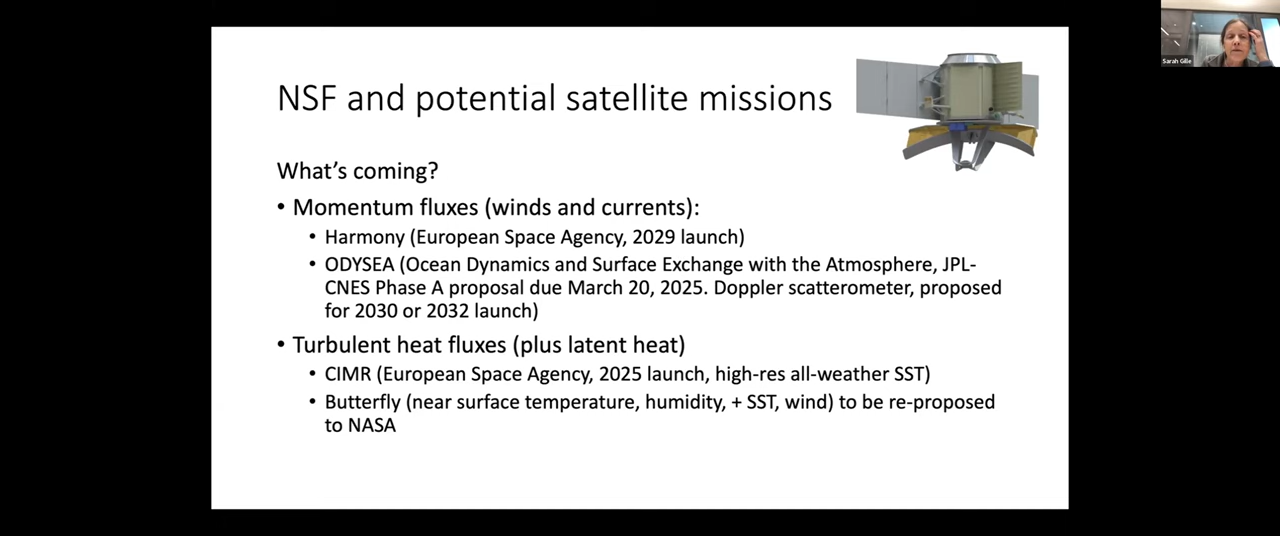 NSF and potential satellite missions
Sarah Gille
What's coming?
• Momentum fluxes (winds and currents):
• Harmony (European Space Agency, 2029 launch)
• ODYSEA (Ocean Dynamics and Surface Exchange with the Atmosphere, JPL-
CNES Phase A proposal due March 20, 2025. Doppler scatterometer, proposed
for 2030 or 2032 launch)
• Turbulent heat fluxes (plus latent heat)
• CIMR (European Space Agency, 2025 launch, high-res all-weather SST)
• Butterfly (near surface temperature, humidity, + SST, wind) to be re-proposed
to NASA